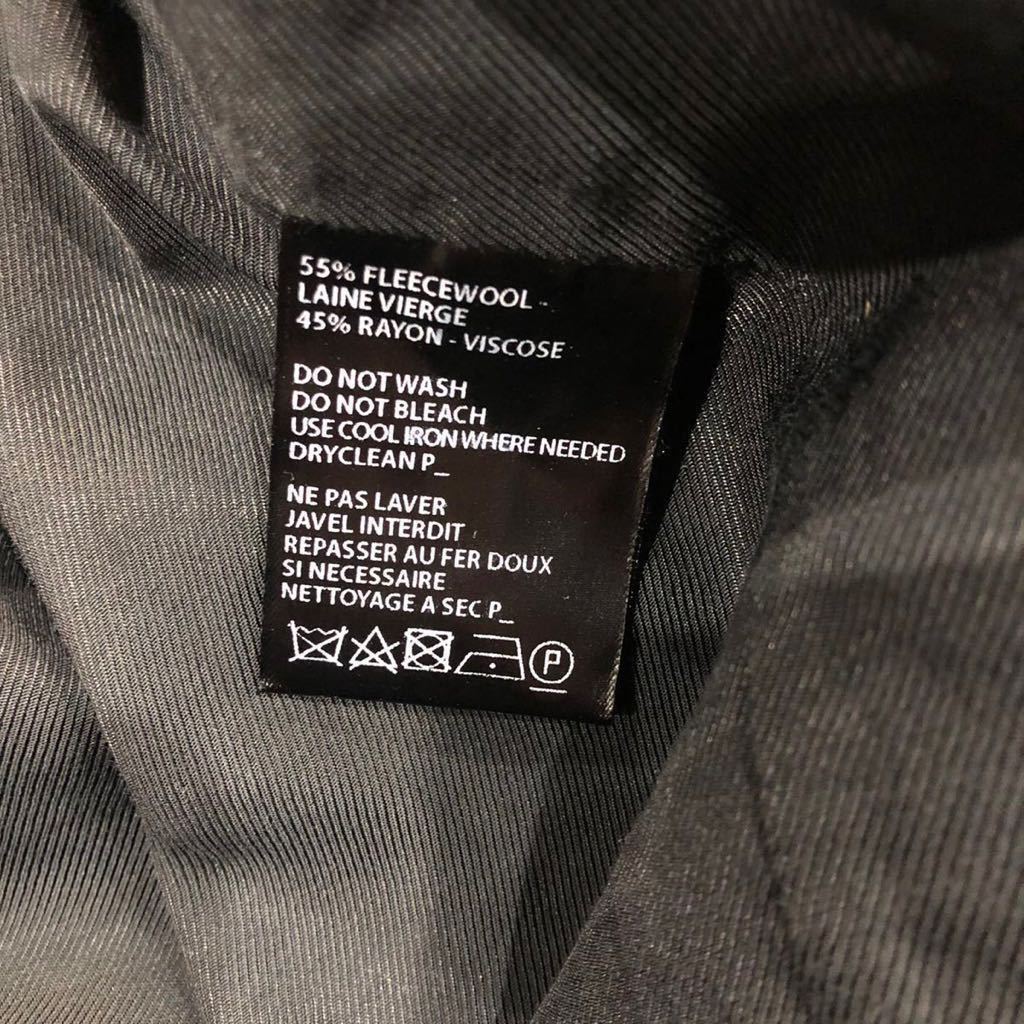 55% FLEECEWOOL -
LAINE VIERGE
45% RAYON - VISCOSE
DO NOT WASH
DO NOT BLEACH
USE COOL IRON WHERE NEEDED
DRYCLEAN P_
NE PAS LAVER
JAVEL INTERDIT
REPASSER AU FER DOUX
SI NECESSAIRE
NETTOYAGE A SEC P_
P